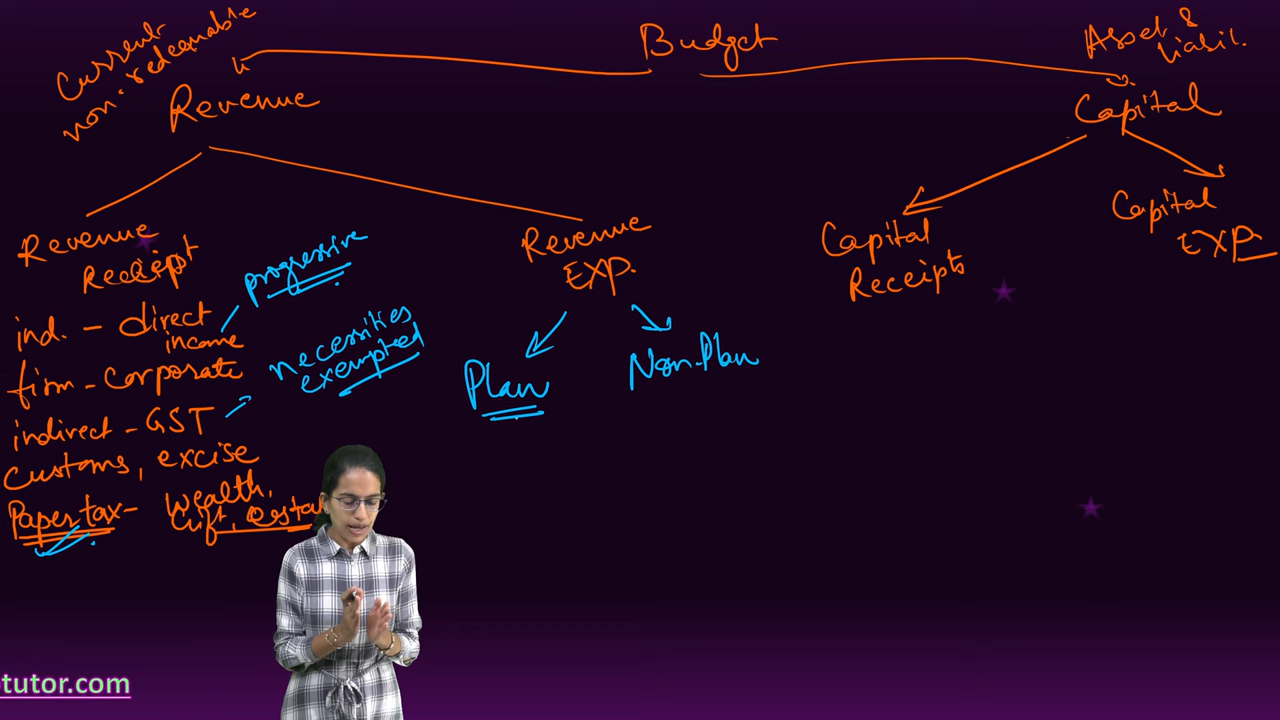 Budget
Current
non-redeemable
Revenue
Asset &
Liabil.
Capital
Revenue
Receipt
Revenue
EXP.
Capital
Receipts
Capital
EXP.
progressive
ind. - direct
income
firm - corporate
necessities
exempted
indirect - GST
Customs, excise
Paper tax - Wealth,
Gift,
Plan
Non-Plan
tutor.com